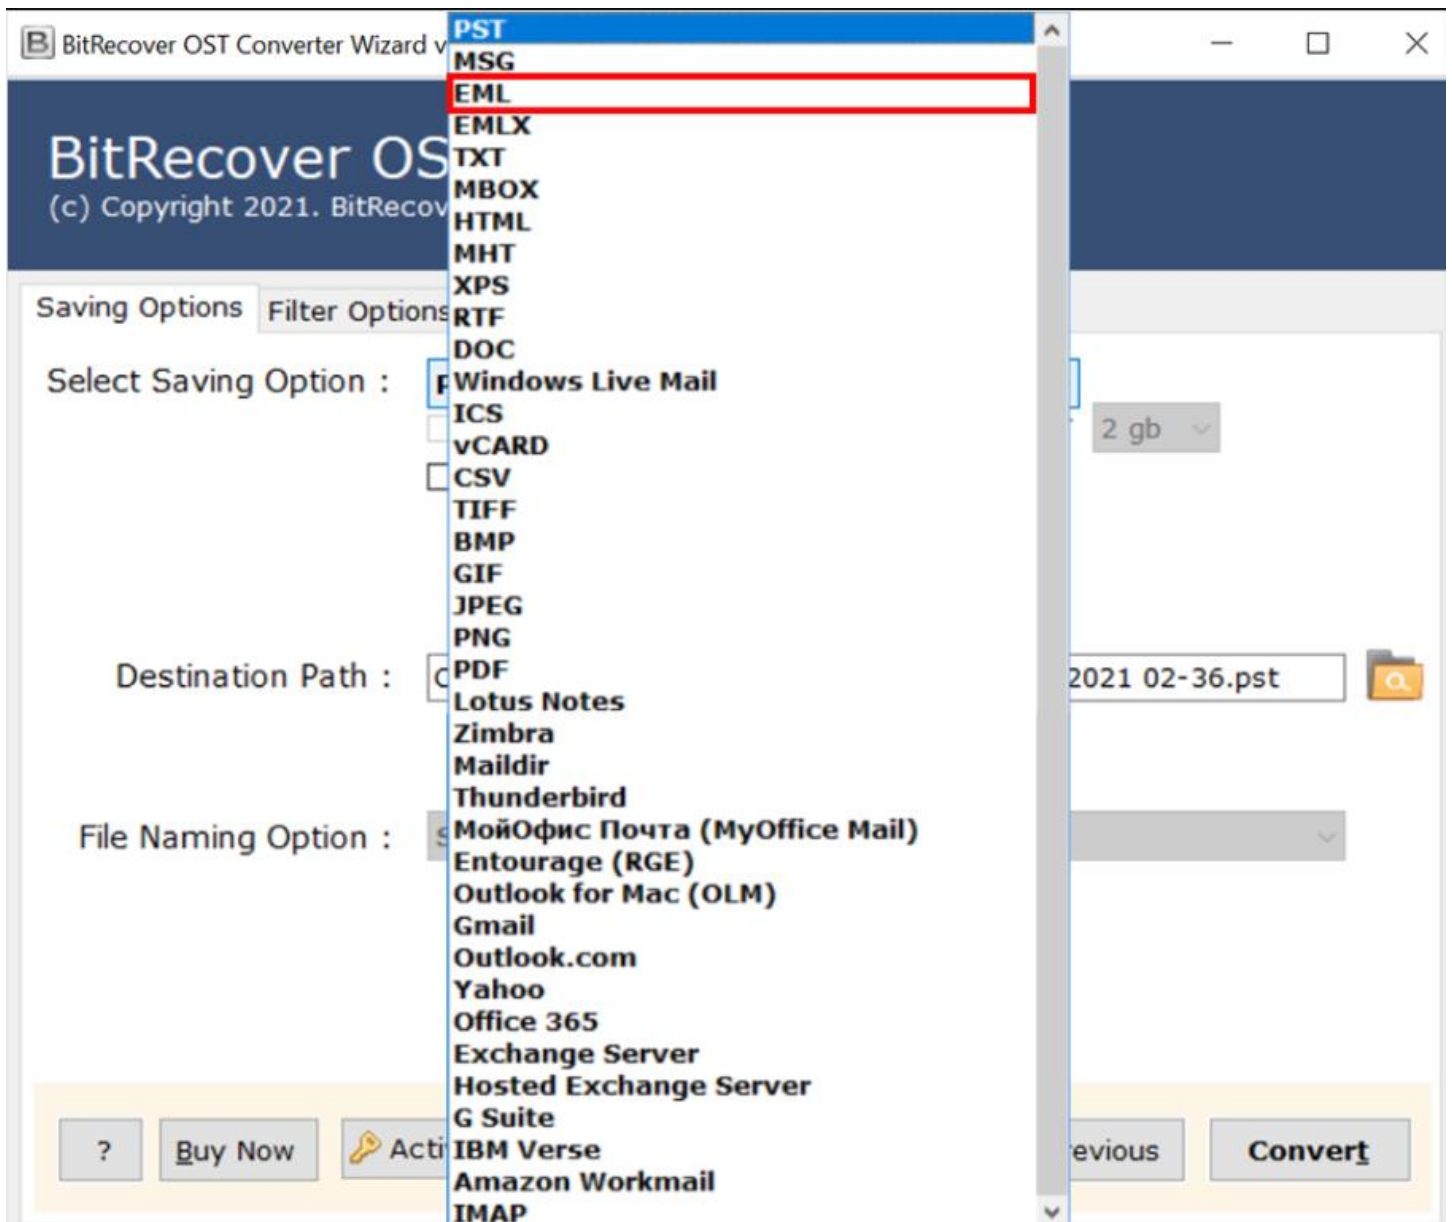 BitRecover OST Converter Wizard v
BitRecover OS
(c) Copyright 2021. BitRecov
Saving Options
Filter Options
Select Saving Option :
PST
MSG
EML
EMLX
TXT
MBOX
HTML
MHT
XPS
RTF
DOC
Windows Live Mail
ICS
vCARD
CSV
TIFF
BMP
GIF
JPEG
PNG
PDF
Lotus Notes
Zimbra
Maildir
Thunderbird
МойОфис Почта (MyOffice Mail)
Entourage (RGE)
Outlook for Mac (OLM)
Gmail
Outlook.com
Yahoo
Office 365
Exchange Server
Hosted Exchange Server
G Suite
IBM Verse
Amazon Workmail
IMAP
2 gb
Destination Path :
2021 02-36.pst
File Naming Option :
?
Buy Now
Acti
evious
Convert